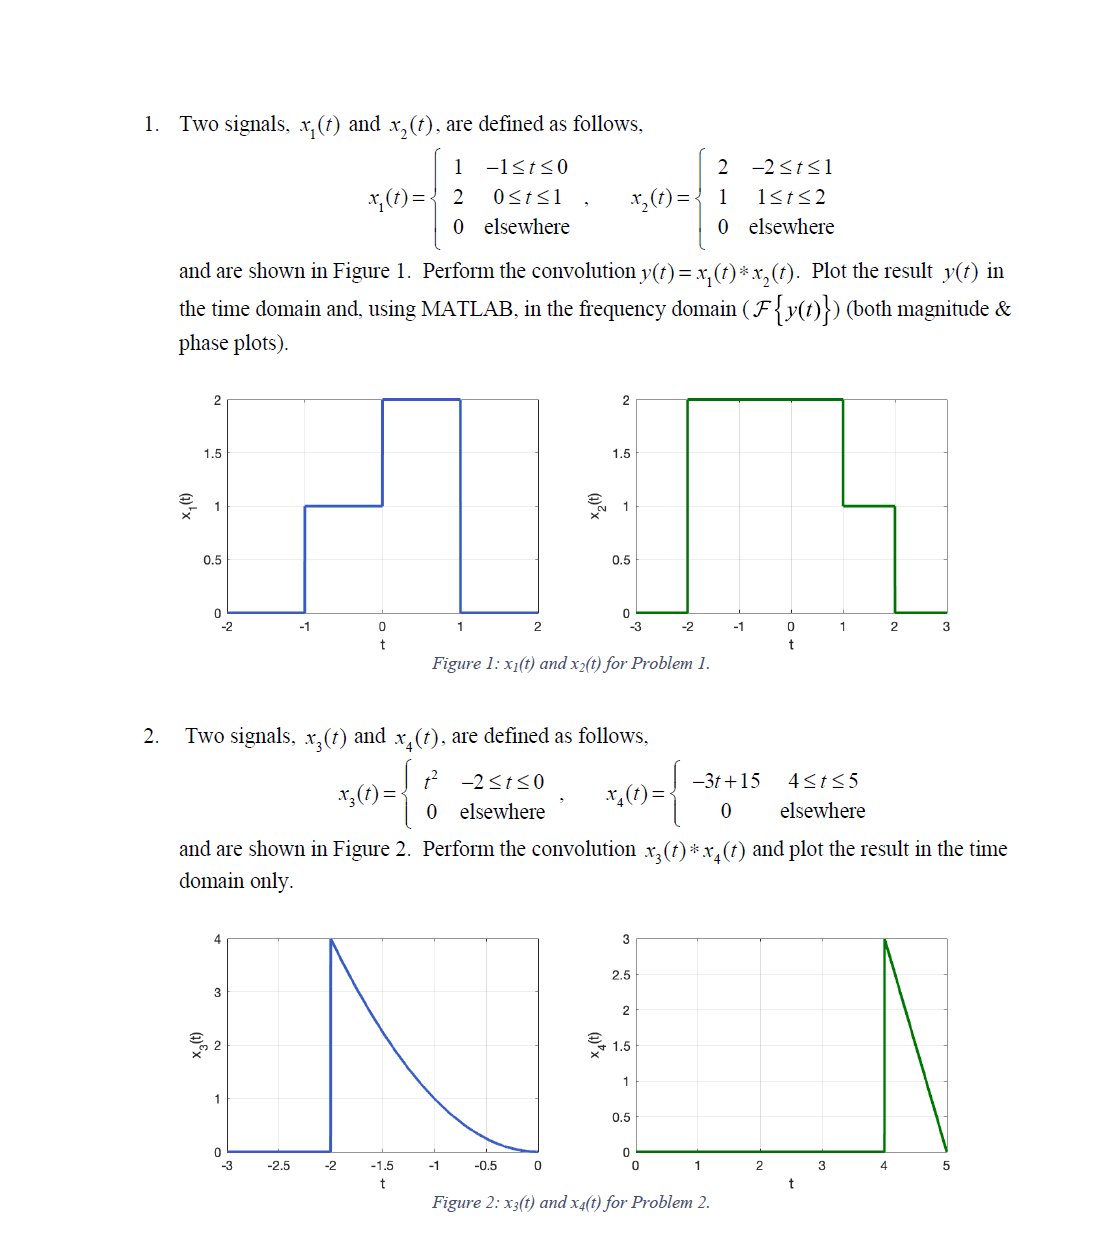 1. Two signals, x₁(t) and x₂(t), are defined as follows,
x₁(t) = { 1 −1 ≤ t ≤ 0
2 0 ≤ t ≤ 1
0 elsewhere ,
x₂(t) = { 2 −2 ≤ t ≤ 1
1 1 ≤ t ≤ 2
0 elsewhere
and are shown in Figure 1. Perform the convolution y(t) = x₁(t) * x₂(t). Plot the result y(t) in
the time domain and, using MATLAB, in the frequency domain (ℱ{y(t)}) (both magnitude &
phase plots).
x₁(t)
2
1.5
1
0.5
0
-2 -1 0 1 2
t
x₂(t)
2
1.5
1
0.5
0
-3 -2 -1 0 1 2 3
t
Figure 1: x₁(t) and x₂(t) for Problem 1.
2. Two signals, x₃(t) and x₄(t), are defined as follows,
x₃(t) = { t² −2 ≤ t ≤ 0
0 elsewhere ,
x₄(t) = { −3t + 15 4 ≤ t ≤ 5
0 elsewhere
and are shown in Figure 2. Perform the convolution x₃(t) * x₄(t) and plot the result in the time
domain only.
x₃(t)
4
3
2
1
0
-3 -2.5 -2 -1.5 -1 -0.5 0
t
x₄(t)
3
2.5
2
1.5
1
0.5
0
0 1 2 3 4 5
t
Figure 2: x₃(t) and x₄(t) for Problem 2.